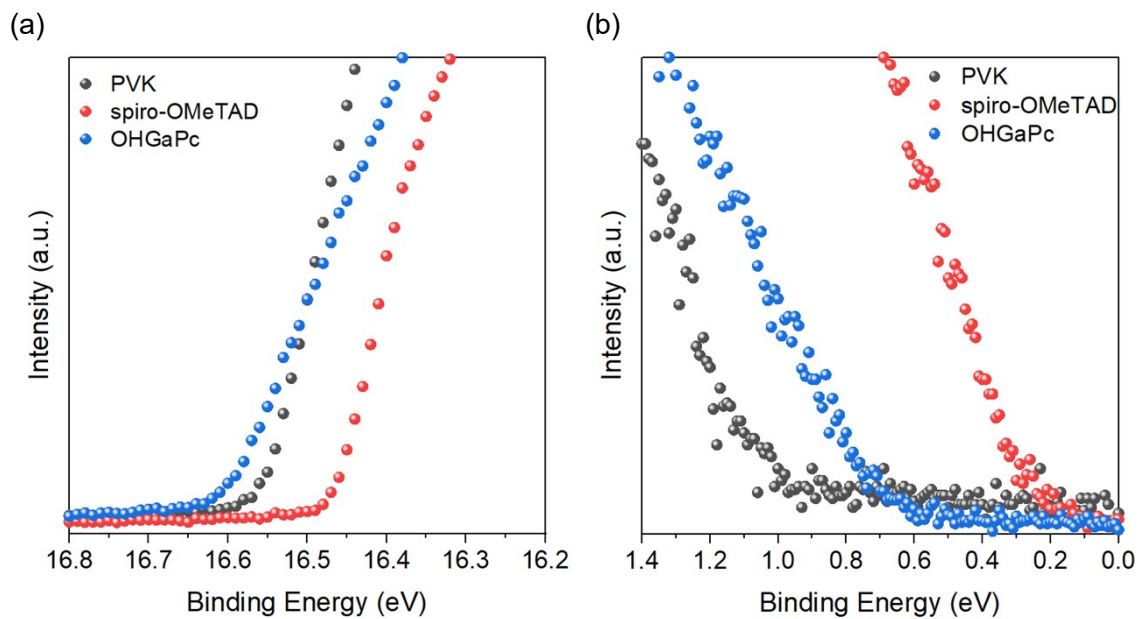 (a)
(b)
PVK
spiro-OMeTAD
OHGaPc
Intensity (a.u.)
16.8 16.7 16.6 16.5 16.4 16.3 16.2
Binding Energy (eV)
PVK
spiro-OMeTAD
OHGaPc
Intensity (a.u.)
1.4 1.2 1.0 0.8 0.6 0.4 0.2 0.0
Binding Energy (eV)